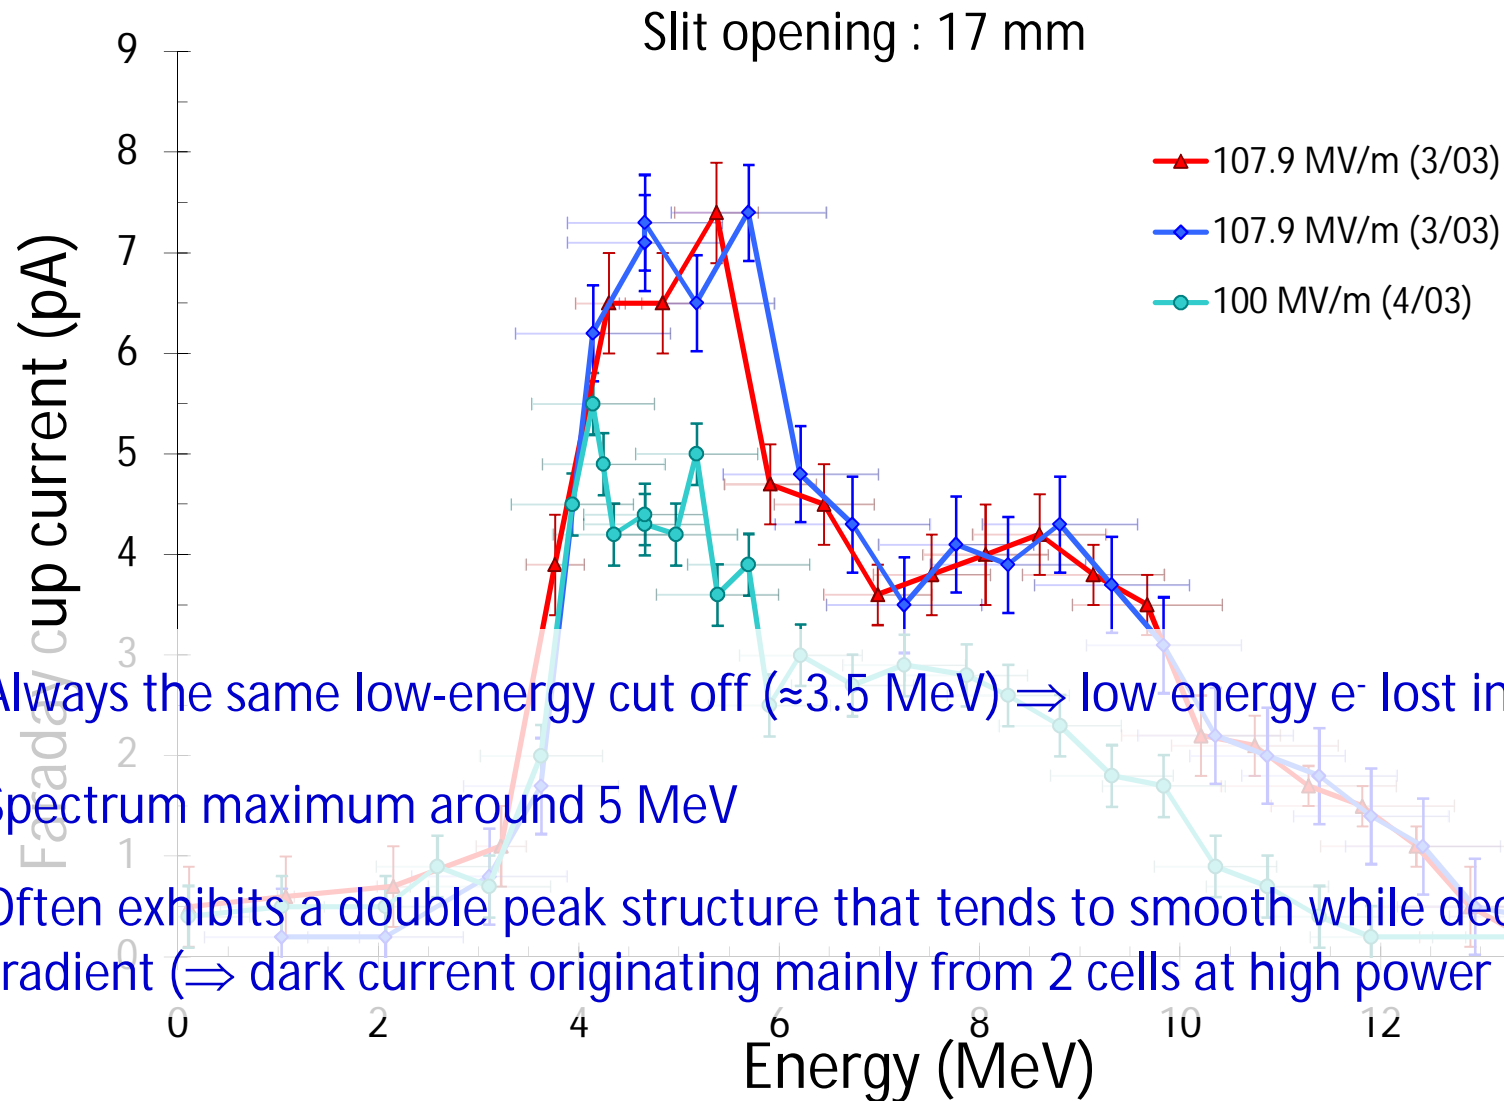 Slit opening : 17 mm
9
8
7
6
5
4
3
2
1
0
Faraday cup current (pA)
107.9 MV/m (3/03)
107.9 MV/m (3/03)
100 MV/m (4/03)
Always the same low-energy cut off (≈3.5 MeV) ⇒ low energy e- lost in
Spectrum maximum around 5 MeV
Often exhibits a double peak structure that tends to smooth while dec
radient (⇒ dark current originating mainly from 2 cells at high power
0 2 4 6 8 10 12
Energy (MeV)